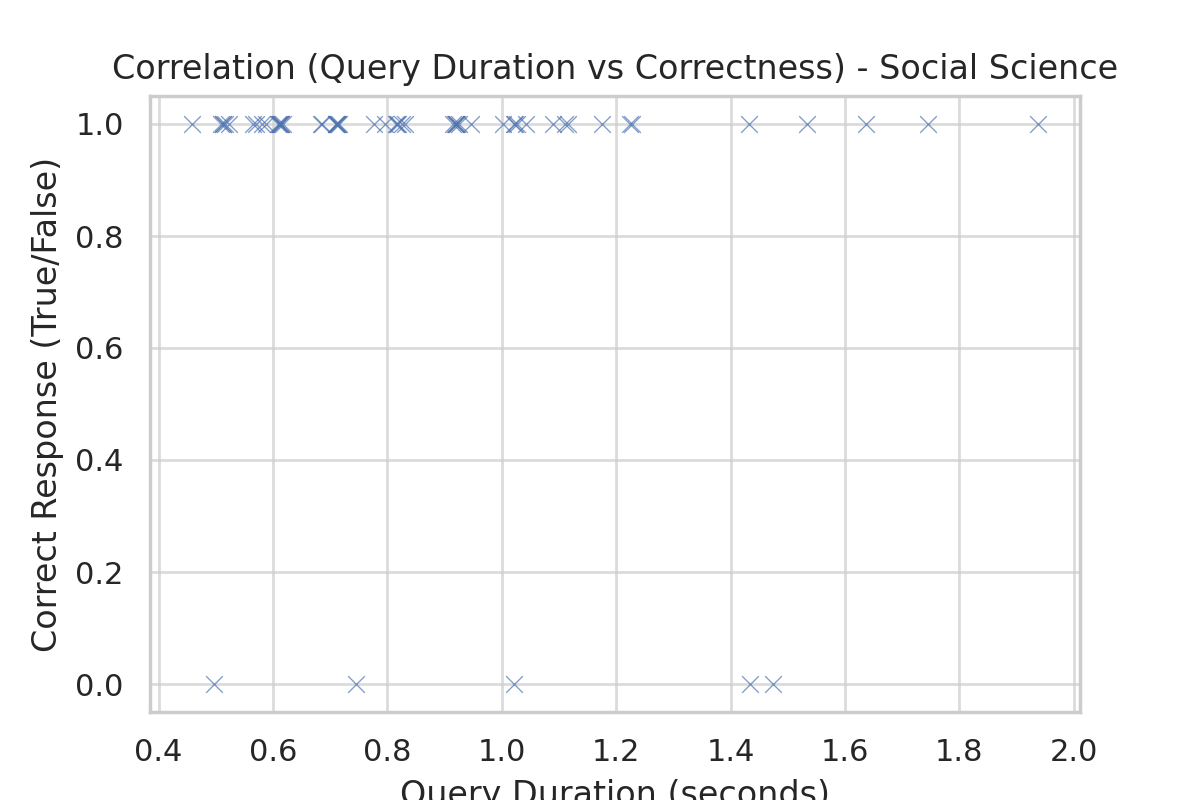 Correlation (Query Duration vs Correctness) - Social Science
Correct Response (True/False)
1.0
0.8
0.6
0.4
0.2
0.0
0.4 0.6 0.8 1.0 1.2 1.4 1.6 1.8 2.0
Query Duration (seconds)